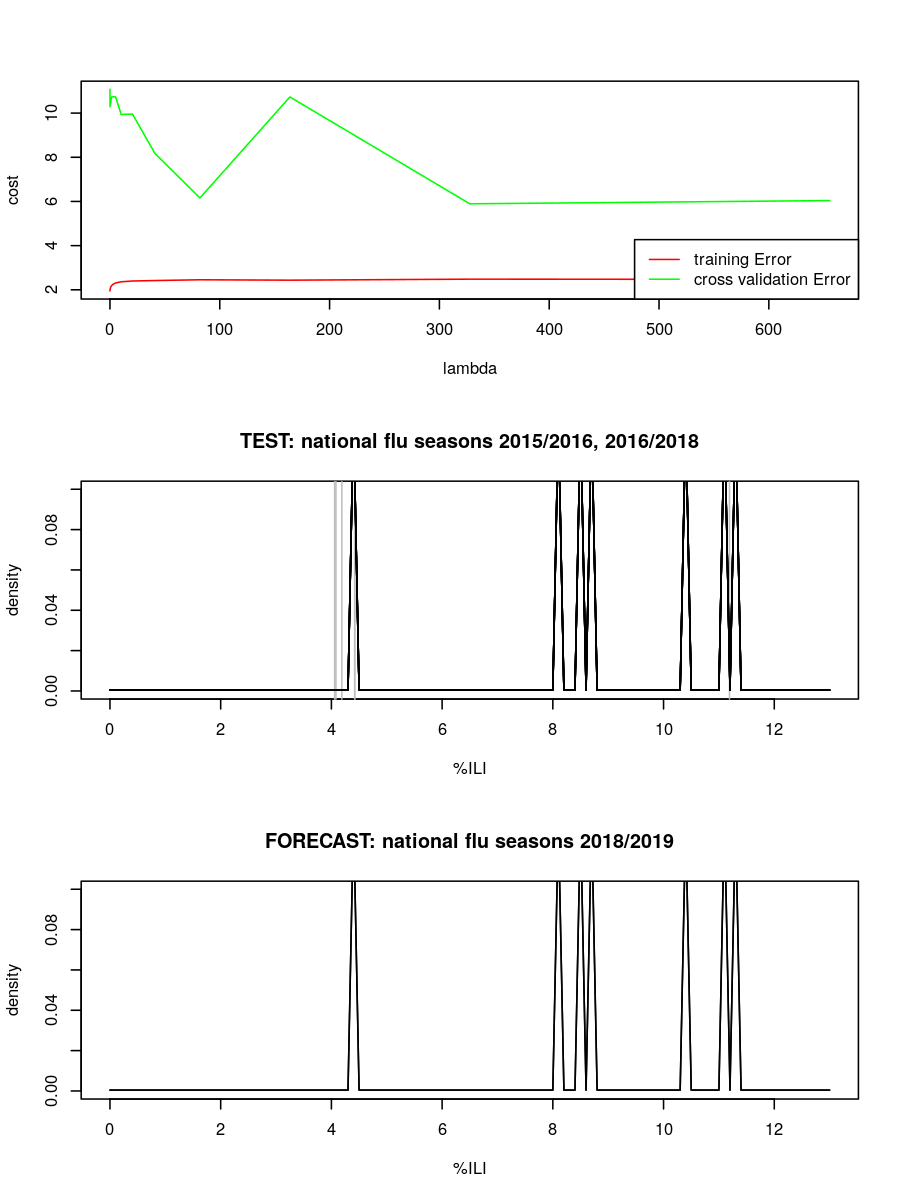 10
8
6
4
2
cost
training Error
cross validation Error
0 100 200 300 400 500 600
lambda
TEST: national flu seasons 2015/2016, 2016/2018
0.08
0.04
0.00
density
0 2 4 6 8 10 12
%ILI
FORECAST: national flu seasons 2018/2019
0.08
0.04
0.00
density
0 2 4 6 8 10 12
%ILI